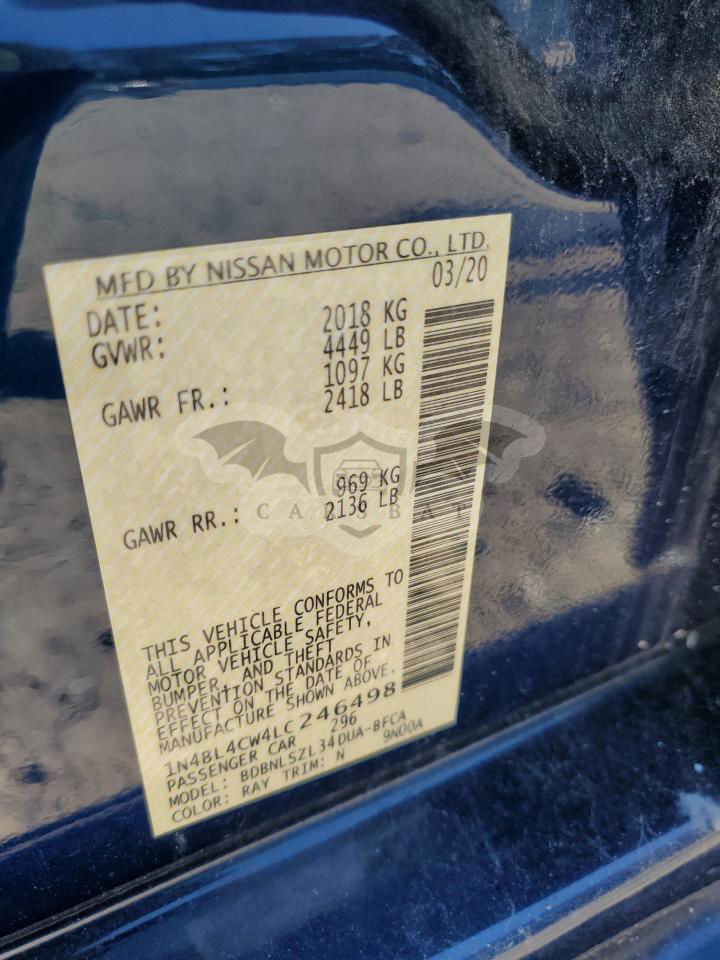 MFD BY NISSAN MOTOR CO., LTD.
DATE: 03/20
GVWR: 2018 KG
4449 LB
GAWR FR.: 1097 KG
2418 LB
GAWR RR.: 969 KG
2136 LB
THIS VEHICLE CONFORMS TO
ALL APPLICABLE FEDERAL
MOTOR VEHICLE SAFETY,
BUMPER, AND THEFT
PREVENTION STANDARDS IN
EFFECT ON THE DATE OF
MANUFACTURE SHOWN ABOVE.
1N4BL4CW4LC246498
PASSENGER CAR 296
MODEL: BDBNLSZL34DUA-BFCA
COLOR: RAY TRIM: N 9N00A